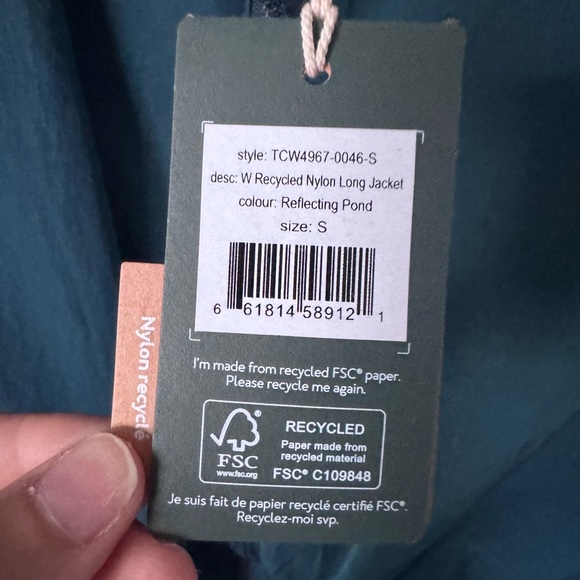 style: TCW4967-0046-S
desc: W Recycled Nylon Long Jacket
colour: Reflecting Pond
size: S
6 61814 58912 1
I'm made from recycled FSC® paper.
Please recycle me again.
FSC
www.fsc.org
RECYCLED
Paper made from
recycled material
FSC® C109848
Je suis fait de papier recyclé certifié FSC®.
Recyclez-moi svp.
Nylon recyclé